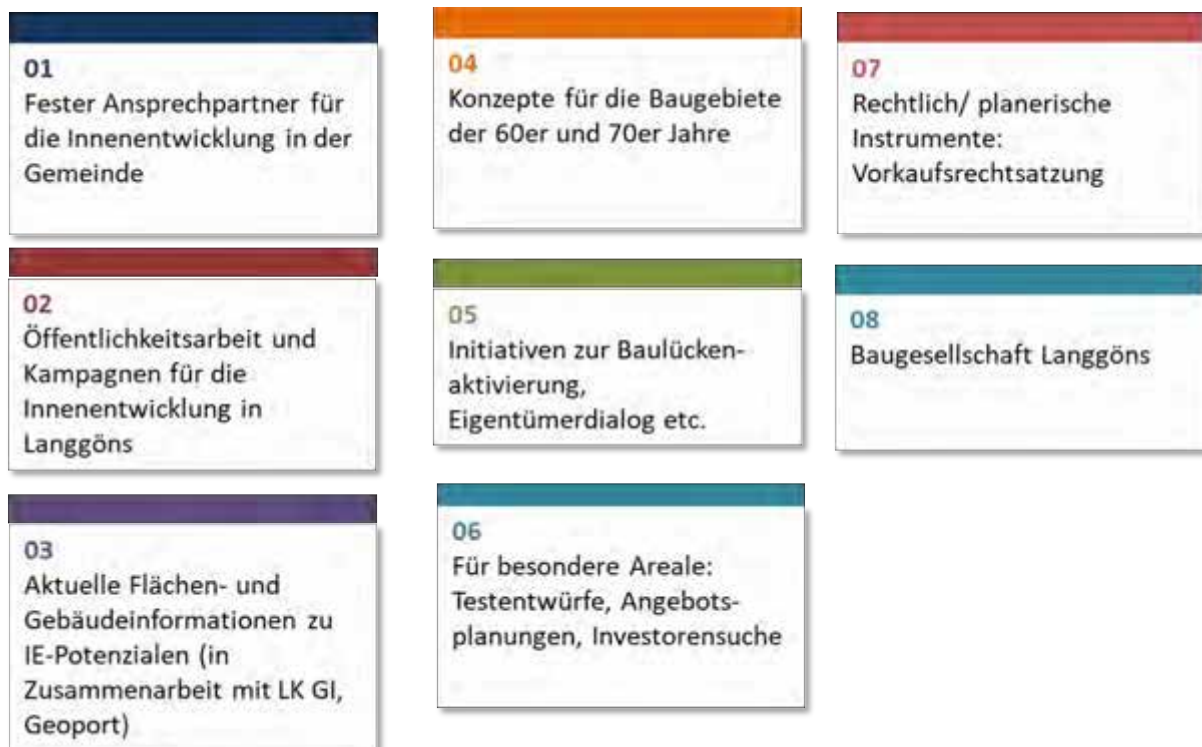 01
Fester Ansprechpartner für
die Innenentwicklung in der
Gemeinde
02
Öffentlichkeitsarbeit und
Kampagnen für die
Innenentwicklung in
Langgöns
03
Aktuelle Flächen- und
Gebäudeinformationen zu
IE-Potenzialen (in
Zusammenarbeit mit LK GI,
Geoport)
04
Konzepte für die Baugebiete
der 60er und 70er Jahre
05
Initiativen zur Baulücken-
aktivierung,
Eigentümerdialog etc.
06
Für besondere Areale:
Testentwürfe, Angebots-
planungen, Investorensuche
07
Rechtlich/ planerische
Instrumente:
Vorkaufsrechtsatzung
08
Baugesellschaft Langgöns